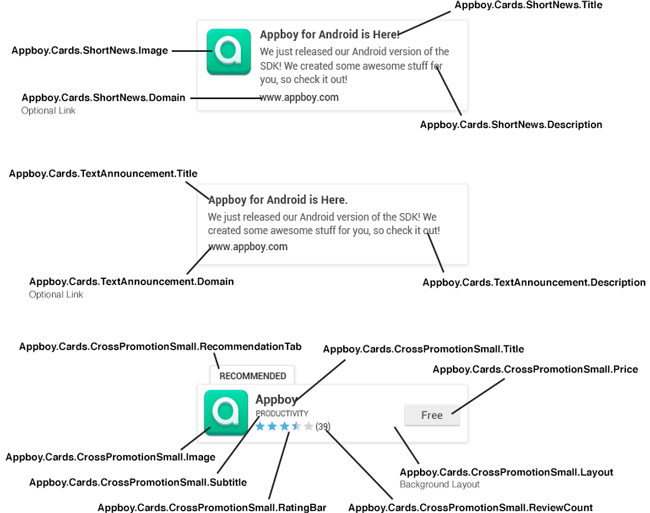 Appboy.Cards.ShortNews.Title
Appboy for Android is Here!
Appboy.Cards.ShortNews.Image
We just released our Android version of the
SDK! We created some awesome stuff for
you, so check it out!
Appboy.Cards.ShortNews.Domain
www.appboy.com
Optional Link
Appboy.Cards.ShortNews.Description
Appboy.Cards.TextAnnouncement.Title
Appboy for Android is Here.
We just released our Android version of the SDK! We
created some awesome stuff for you, so check it out!
www.appboy.com
Appboy.Cards.TextAnnouncement.Domain
Optional Link
Appboy.Cards.TextAnnouncement.Description
Appboy.Cards.CrossPromotionSmall.RecommendationTab
Appboy.Cards.CrossPromotionSmall.Title
Appboy.Cards.CrossPromotionSmall.Price
RECOMMENDED
Appboy
PRODUCTIVITY
(39)
Free
Appboy.Cards.CrossPromotionSmall.Image
Appboy.Cards.CrossPromotionSmall.Layout
Background Layout
Appboy.Cards.CrossPromotionSmall.Subtitle
Appboy.Cards.CrossPromotionSmall.RatingBar
Appboy.Cards.CrossPromotionSmall.ReviewCount